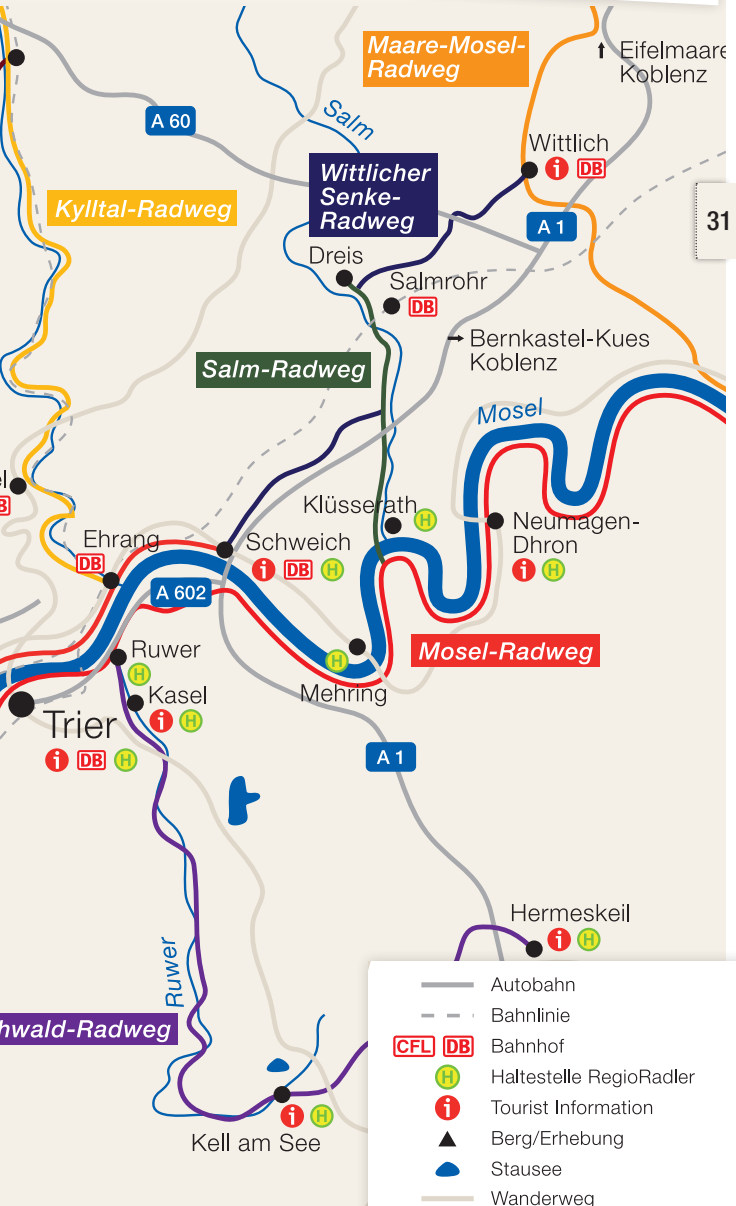 Maare-Mosel-
Radweg
Koblenz
A 60
Salm
Wittlich
i DB
Wittlicher
Senke-
Radweg
Kylltal-Radweg
A 1
31
Dreis
Salmrohr
DB
Bernkastel-Kues
Koblenz
Salm-Radweg
Mosel
Klüsserath
H
Neumagen-
Dhron
i H
Ehrang
DB
Schweich
i DB H
A 602
Ruwer
H
Mosel-Radweg
H
Mehring
Kasel
i H
Trier
i DB H
A 1
Hermeskeil
i H
Ruwer
hwald-Radweg
i H
Kell am See
Autobahn
Bahnlinie
CFL DB Bahnhof
H Haltestelle RegioRadler
i Tourist Information
Berg/Erhebung
Stausee
Wanderweg